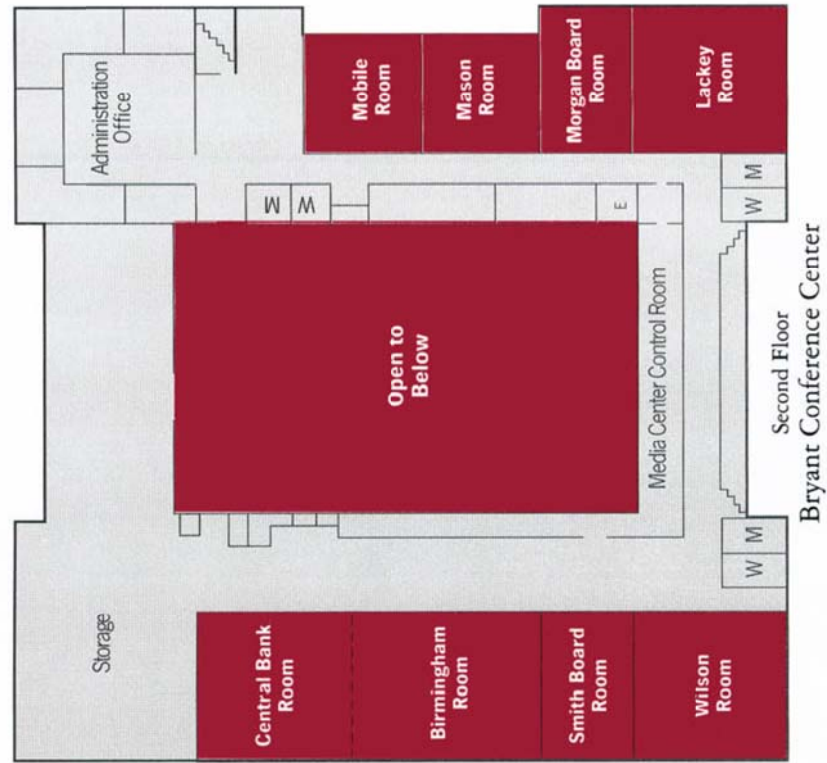 Administration
Office
Mobile
Room
Mason
Room
Morgan Board
Room
Lackey
Room
M
W
E
W
M
Open to
Below
Media Center Control Room
Second Floor
Bryant Conference Center
Storage
W
M
Central Bank
Room
Birmingham
Room
Smith Board
Room
Wilson
Room